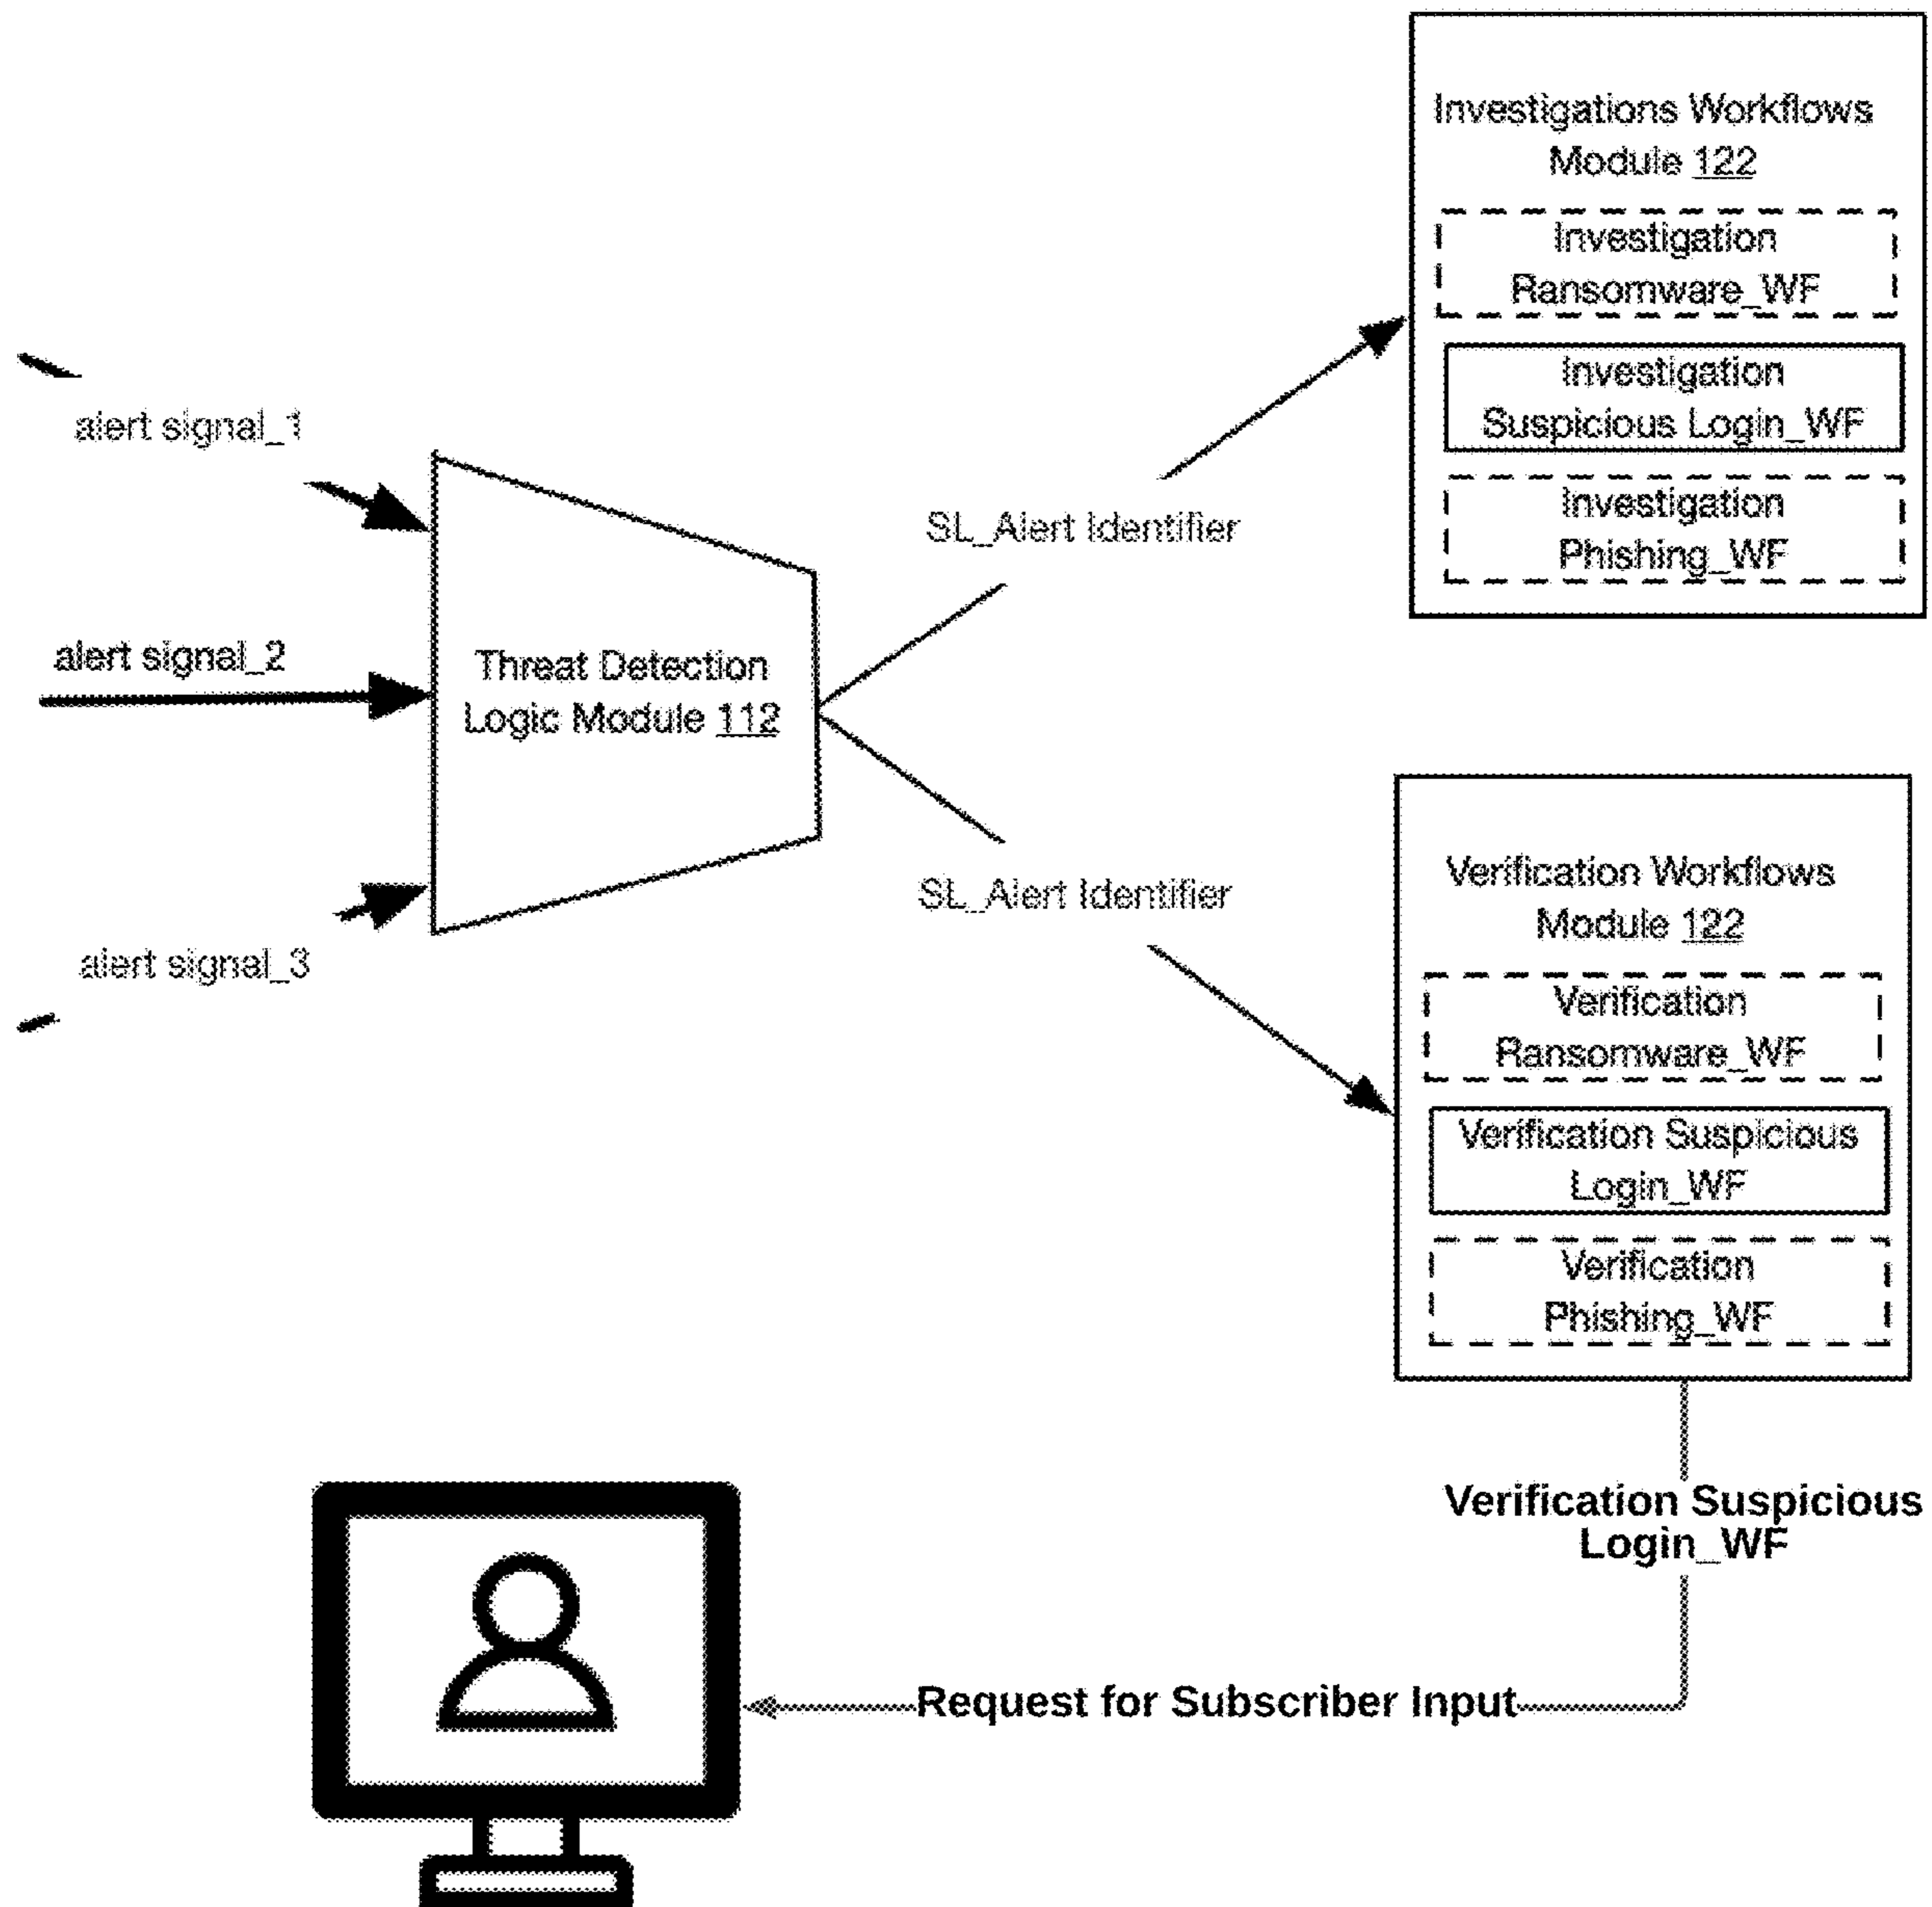 Investigations Workflows
Module 122
Investigation
Ransomware_WF
Investigation
Suspicious Login_WF
Investigation
Phishing_WF
alert signal_1
SL_Alert Identifier
alert signal_2
Threat Detection
Logic Module 112
SL_Alert Identifier
alert signal_3
Verification Workflows
Module 122
Verification
Ransomware_WF
Verification Suspicious
Login_WF
Verification
Phishing_WF
Verification Suspicious
Login_WF
Request for Subscriber Input